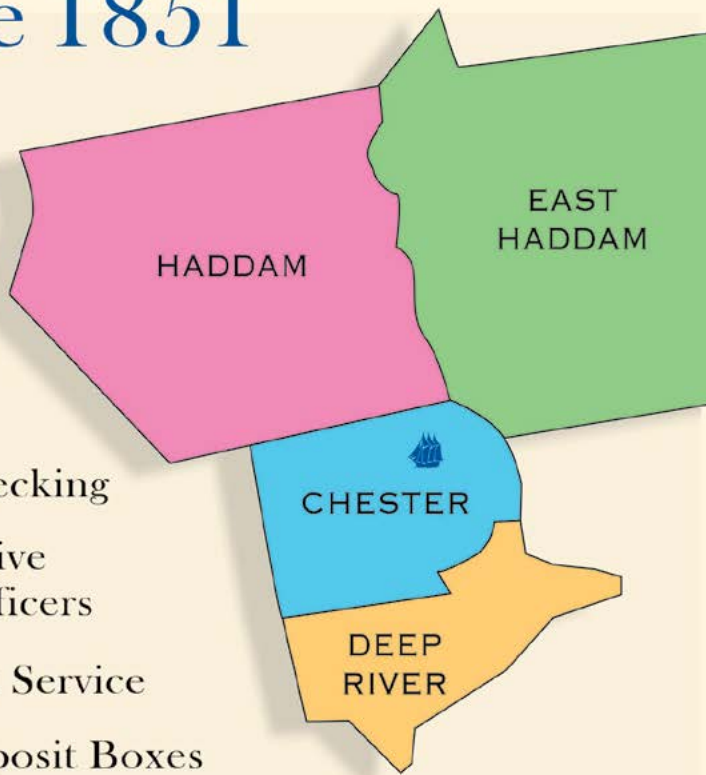 e 1851
HADDAM
EAST
HADDAM
CHESTER
DEEP
RIVER
ecking
ive
ficers
Service
posit Boxes